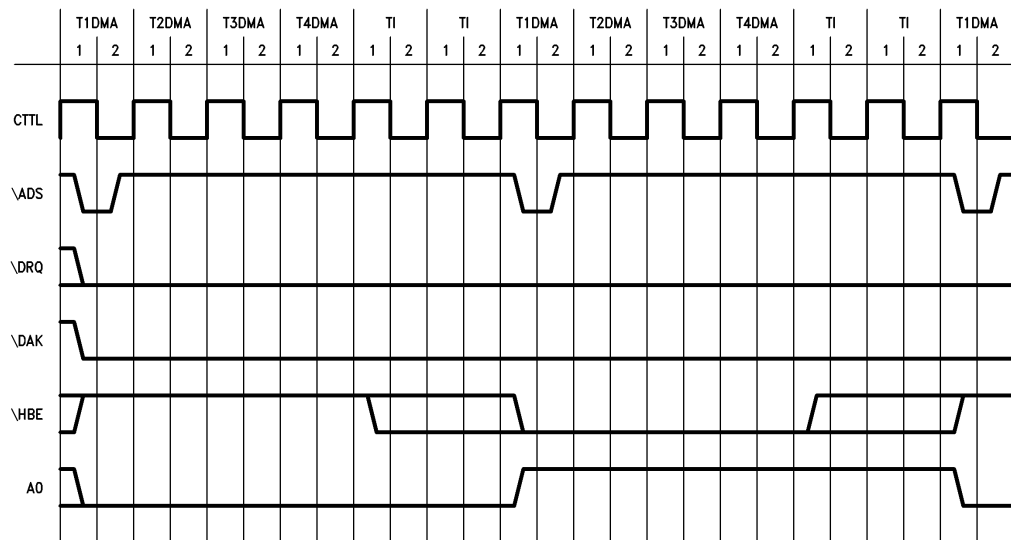 T1DMA T2DMA T3DMA T4DMA TI TI T1DMA T2DMA T3DMA T4DMA TI TI T1DMA
1 2 1 2 1 2 1 2 1 2 1 2 1 2 1 2 1 2 1 2 1 2 1 2 1 2
CTTL
\ADS
\DRQ
\DAK
\HBE
A0